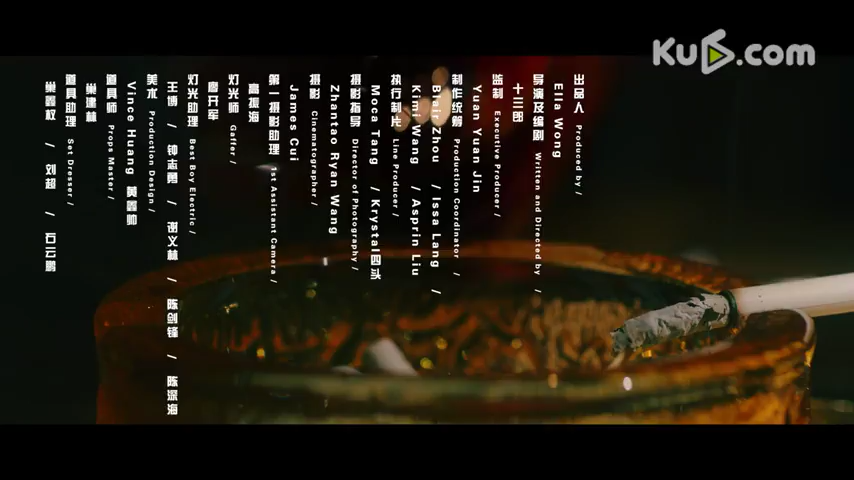 Ku6.com
出品人 Produced by /
Ella Wong
导演及编剧 Written and Directed by /
十三郎
监制 Executive Producer /
Yuan Yuan Jin
制作统筹 Production Coordinator /
Blair Zhou / Issa Lang /
Kimi Wang / Asprin Liu
执行制片 Line Producer /
Moca Tang / Krystal四冰
摄影指导 Director of Photography /
Zhantao Ryan Wang
摄影 Cinematographer /
James Cui
第一摄影助理 1st Assistant Camera /
高振海
灯光师 Gaffer /
廖井军
灯光助理 Best Boy Electric /
王博 / 钟志勇 / 谢义林 / 陈剑锋 / 陈深海
美术 Production Design /
Vince Huang 黄鑫帅
道具师 Props Master /
巢建林
道具助理 Set Dresser /
巢鑫权 / 刘超 / 石云鹏